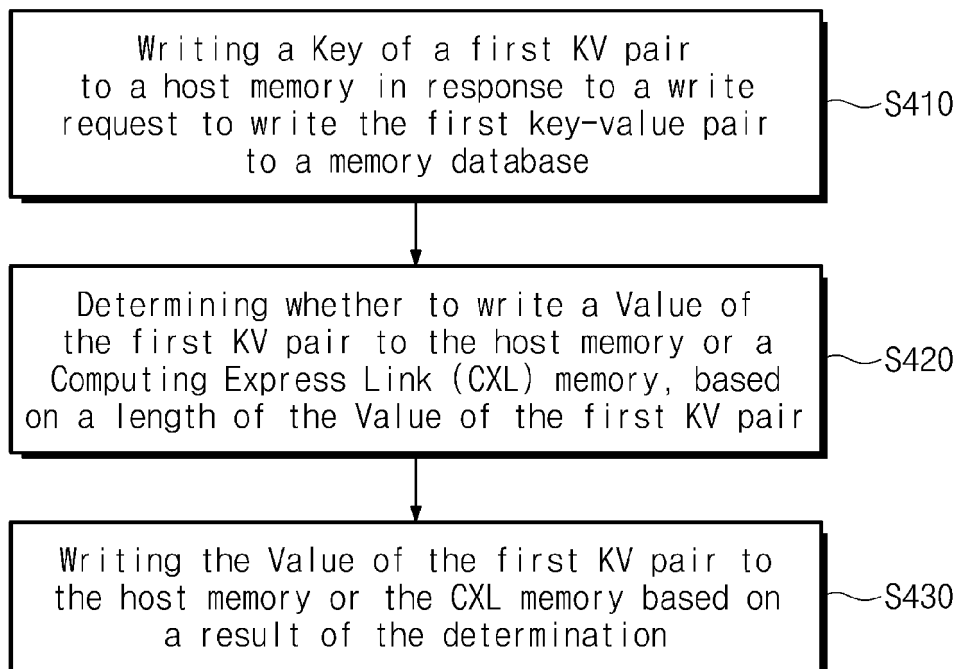 Writing a Key of a first KV pair
to a host memory in response to a write
request to write the first key-value pair
to a memory database
S410
Determining whether to write a Value of
the first KV pair to the host memory or a
Computing Express Link (CXL) memory, based
on a length of the Value of the first KV pair
S420
Writing the Value of the first KV pair to
the host memory or the CXL memory based on
a result of the determination
S430